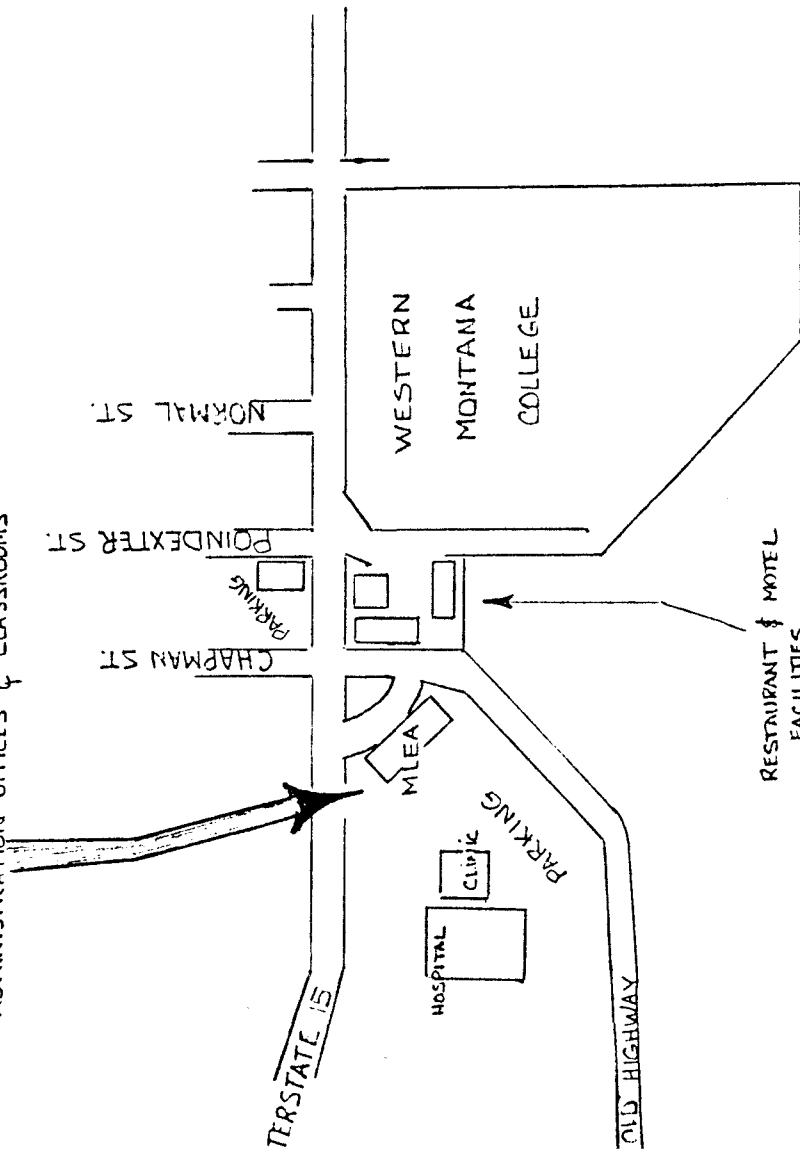 ADMINISTRATION OFFICES & CLASSROOMS
NORMAL ST.
POINDEXTER ST.
PARKING
CHAPMAN ST.
WESTERN
MONTANA
COLLEGE
MLEA
PARKING
CLINIC
HOSPITAL
TERSTATE 15
OLD HIGHWAY
RESTAURANT & MOTEL
FACILITIES